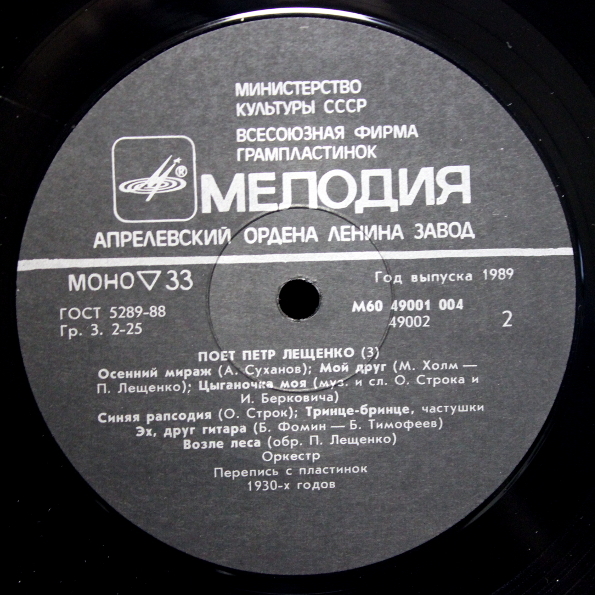 МИНИСТЕРСТВО
КУЛЬТУРЫ СССР
ВСЕСОЮЗНАЯ ФИРМА
ГРАМПЛАСТИНОК
®
МЕЛОДИЯ
АПРЕЛЕВСКИЙ ОРДЕНА ЛЕНИНА ЗАВОД
МОНО ▽ 33
Год выпуска 1989
ГОСТ 5289-88
Гр. 3. 2-25
М60 49001 004
49002
2
ПОЕТ ПЕТР ЛЕЩЕНКО (3)
Осенний мираж (А. Суханов); Мой друг (М. Холм —
П. Лещенко); Цыганочка моя (муз. и сл. О. Строка и
И. Берковича)
Синяя рапсодия (О. Строк); Тринце-бринце, частушки
Эх, друг гитара (Б. Фомин — Б. Тимофеев)
Возле леса (обр. П. Лещенко)
Оркестр
Перепись с пластинок
1930-х годов